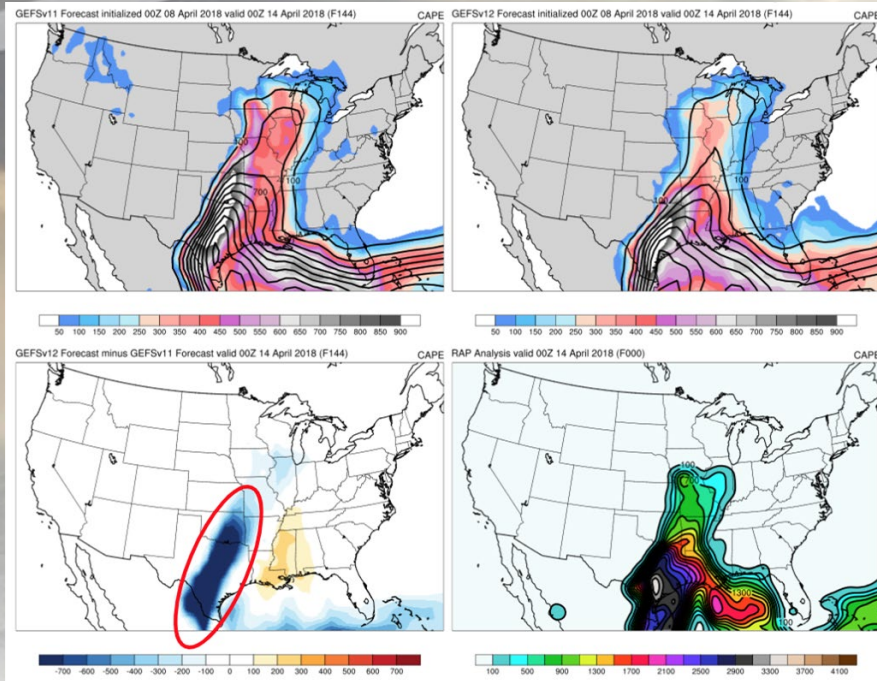 GEFSv11 Forecast initialized 00Z 08 April 2018 valid 00Z 14 April 2018 (F144) CAPE
GEFSv12 Forecast initialized 00Z 08 April 2018 valid 00Z 14 April 2018 (F144) CAPE
100
700
100
100
100
50 100 150 200 250 300 350 400 450 500 550 600 650 700 750 800 850 900
50 100 150 200 250 300 350 400 450 500 550 600 650 700 750 800 850 900
GEFSv12 Forecast minus GEFSv11 Forecast valid 00Z 14 April 2018 (F144) CAPE
RAP Analysis valid 00Z 14 April 2018 (F000) CAPE
100
1300
100
-700 -600 -500 -400 -300 -200 -100 0 100 200 300 400 500 600 700
100 500 900 1300 1700 2100 2500 2900 3300 3700 4100